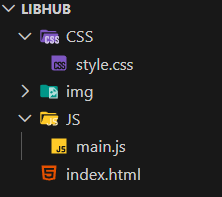 LIBHUB
CSS
style.css
img
JS
main.js
index.html